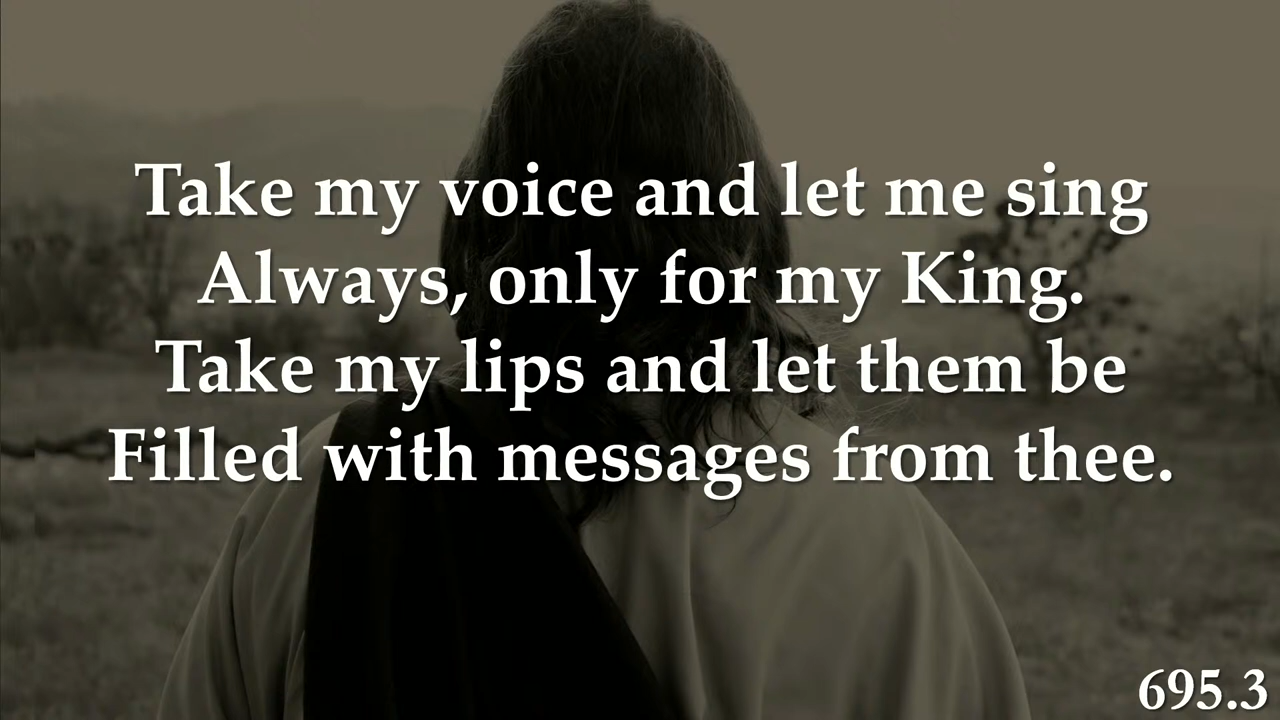 Take my voice and let me sing
Always, only for my King.
Take my lips and let them be
Filled with messages from thee.
695.3